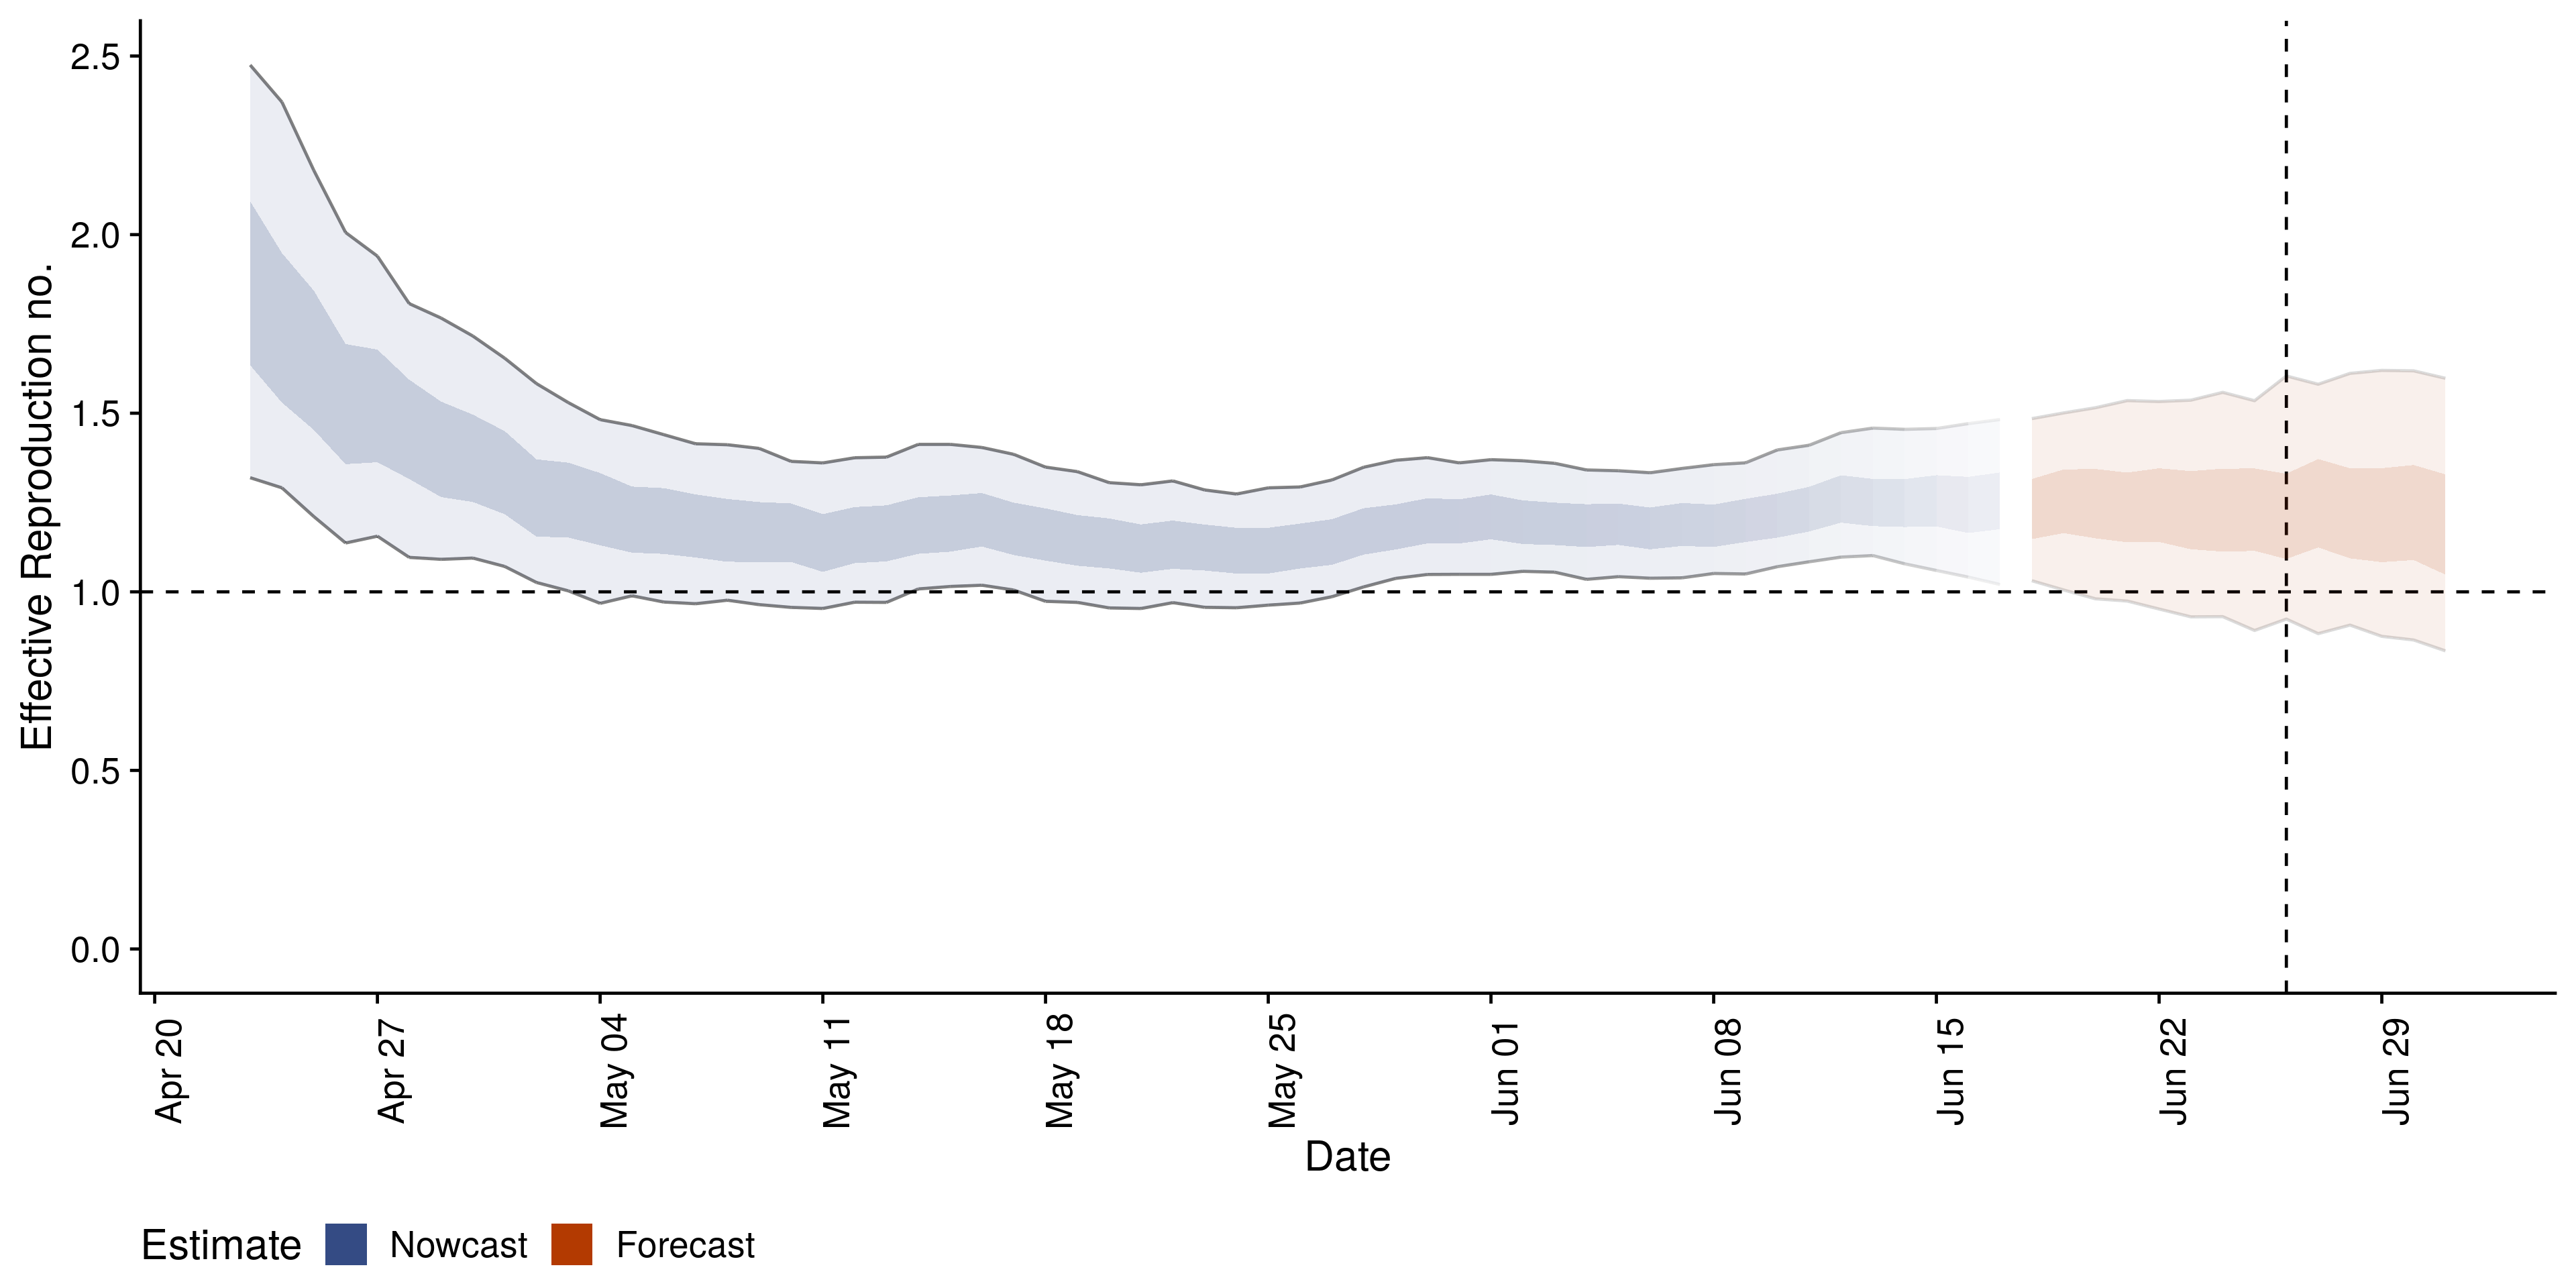 Effective Reproduction no.
2.5
2.0
1.5
1.0
0.5
0.0
Apr 20
Apr 27
May 04
May 11
May 18
May 25
Jun 01
Jun 08
Jun 15
Jun 22
Jun 29
Date
Estimate Nowcast Forecast